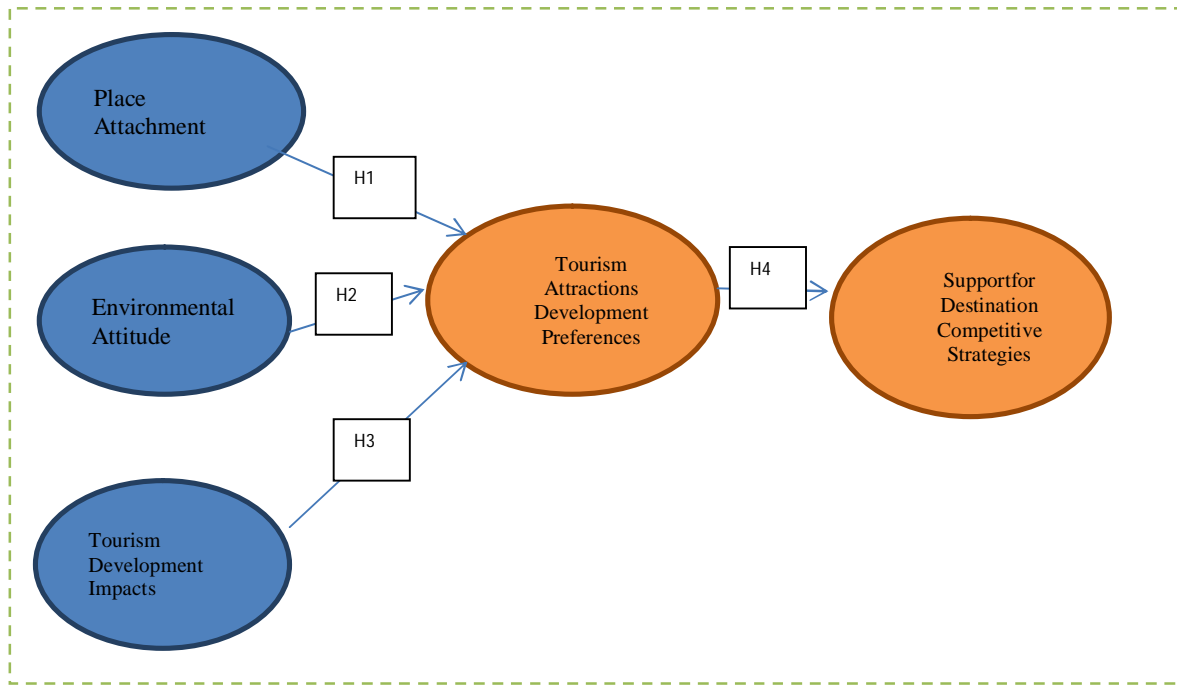 Place
Attachment
H1
Environmental
Attitude
H2
Tourism
Attractions
Development
Preferences
H4
Supportfor
Destination
Competitive
Strategies
H3
Tourism
Development
Impacts